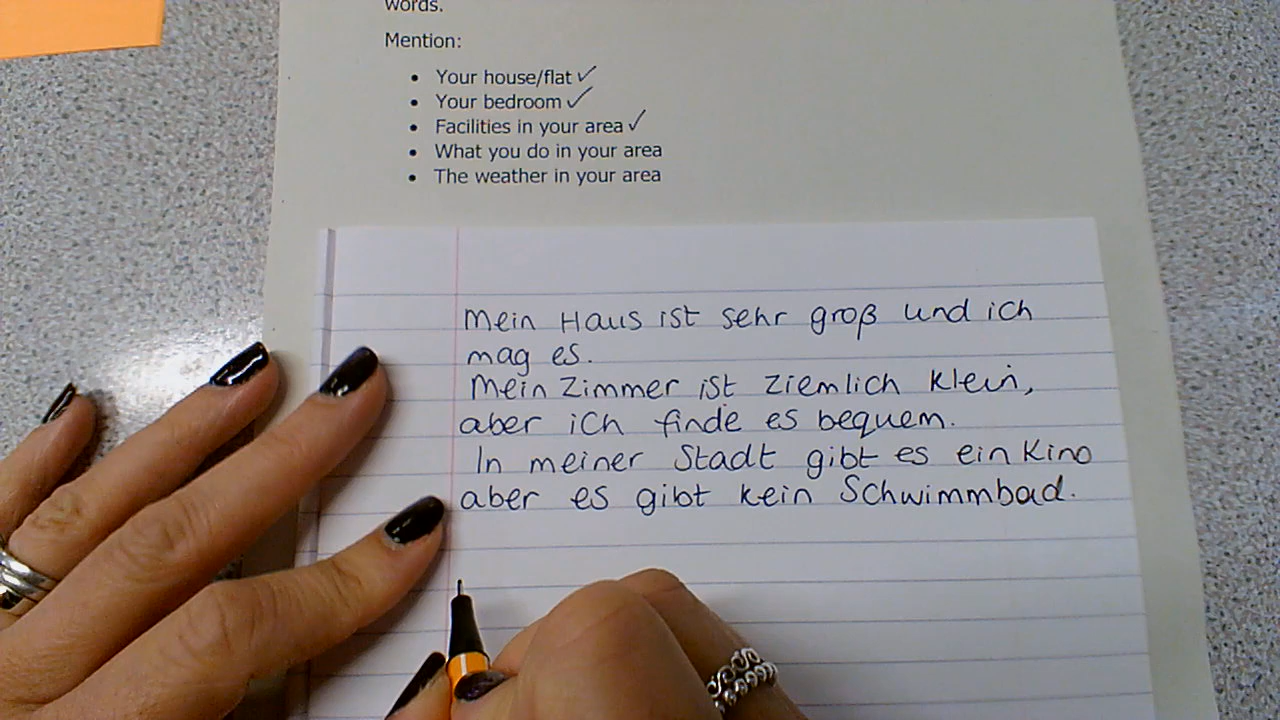 words.
Mention:
• Your house/flat ✓
• Your bedroom ✓
• Facilities in your area ✓
• What you do in your area
• The weather in your area
Mein Haus ist sehr groß und ich
mag es.
Mein Zimmer ist ziemlich klein,
aber ich finde es bequem.
In meiner Stadt gibt es ein Kino
aber es gibt kein Schwimmbad.